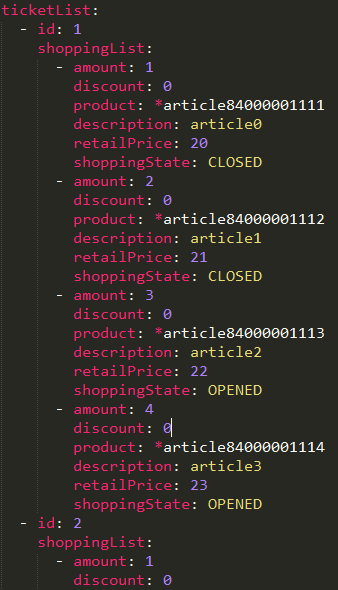 ticketList:
  - id: 1
    shoppingList:
      - amount: 1
        discount: 0
        product: *article84000001111
        description: article0
        retailPrice: 20
        shoppingState: CLOSED
      - amount: 2
        discount: 0
        product: *article84000001112
        description: article1
        retailPrice: 21
        shoppingState: CLOSED
      - amount: 3
        discount: 0
        product: *article84000001113
        description: article2
        retailPrice: 22
        shoppingState: OPENED
      - amount: 4
        discount: 0
        product: *article84000001114
        description: article3
        retailPrice: 23
        shoppingState: OPENED
  - id: 2
    shoppingList:
      - amount: 1
        discount: 0